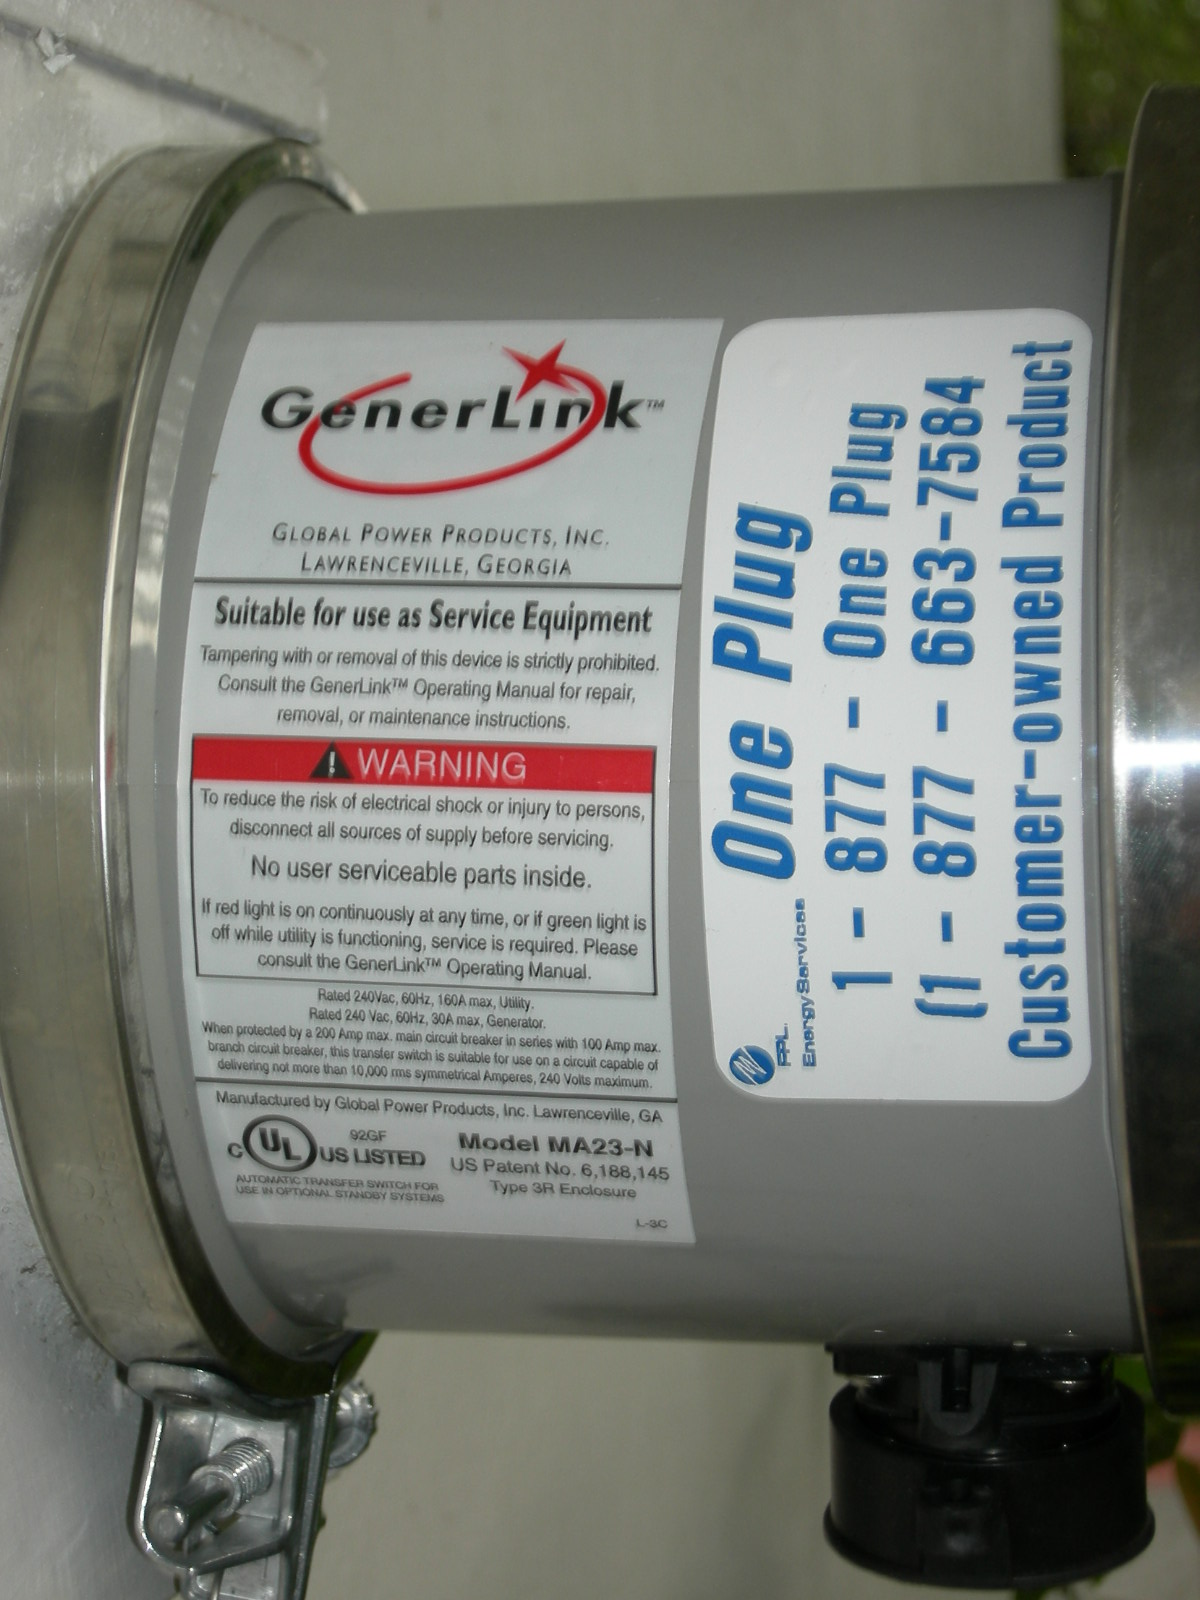 GenerLink™
GLOBAL POWER PRODUCTS, INC.
LAWRENCEVILLE, GEORGIA
Suitable for use as Service Equipment
Tampering with or removal of this device is strictly prohibited.
Consult the GenerLink™ Operating Manual for repair,
removal, or maintenance instructions.
WARNING
To reduce the risk of electrical shock or injury to persons,
disconnect all sources of supply before servicing.
No user serviceable parts inside.
If red light is on continuously at any time, or if green light is
off while utility is functioning, service is required. Please
consult the GenerLink™ Operating Manual.
Rated 240Vac, 60Hz, 160A max, Utility.
Rated 240 Vac, 60Hz, 30A max, Generator.
When protected by a 200 Amp max. main circuit breaker in series with 100 Amp max.
branch circuit breaker, this transfer switch is suitable for use on a circuit capable of
delivering not more than 10,000 rms symmetrical Amperes, 240 Volts maximum.
Manufactured by Global Power Products, Inc. Lawrenceville, GA
C UL US LISTED
92GF
AUTOMATIC TRANSFER SWITCH FOR
USE IN OPTIONAL STANDBY SYSTEMS
Model MA23-N
US Patent No. 6,188,145
Type 3R Enclosure
L-3C
FPL.
Energy Services
One Plug
1 - 877 - One Plug
(1 - 877 - 663-7584
Customer-owned Product